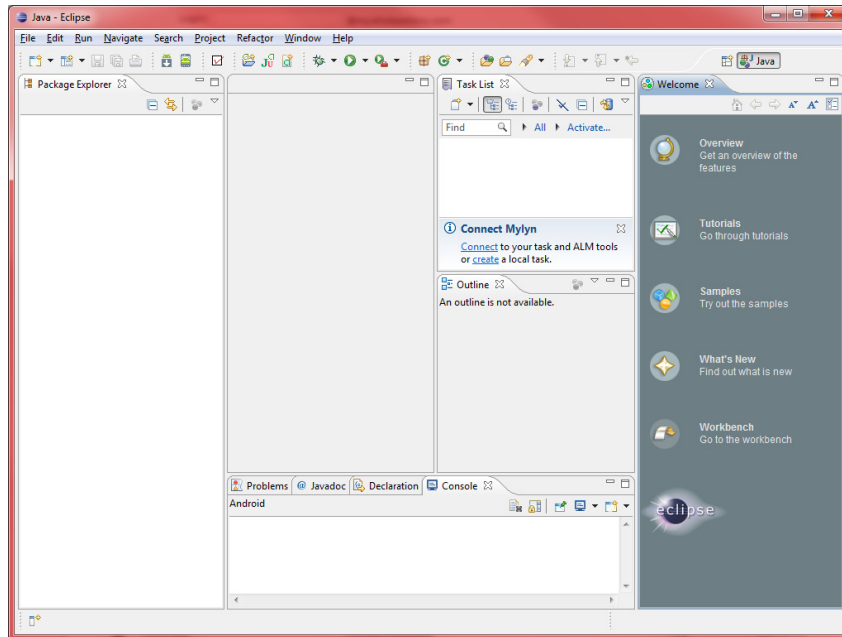 Java - Eclipse
File Edit Run Navigate Search Project Refactor Window Help
Java
Package Explorer
Task List
Find
All
Activate...
Connect Mylyn
Connect to your task and ALM tools
or create a local task.
Outline
An outline is not available.
Welcome
Overview
Get an overview of the
features
Tutorials
Go through tutorials
Samples
Try out the samples
What's New
Find out what is new
Workbench
Go to the workbench
eclipse
Problems @ Javadoc Declaration Console
Android